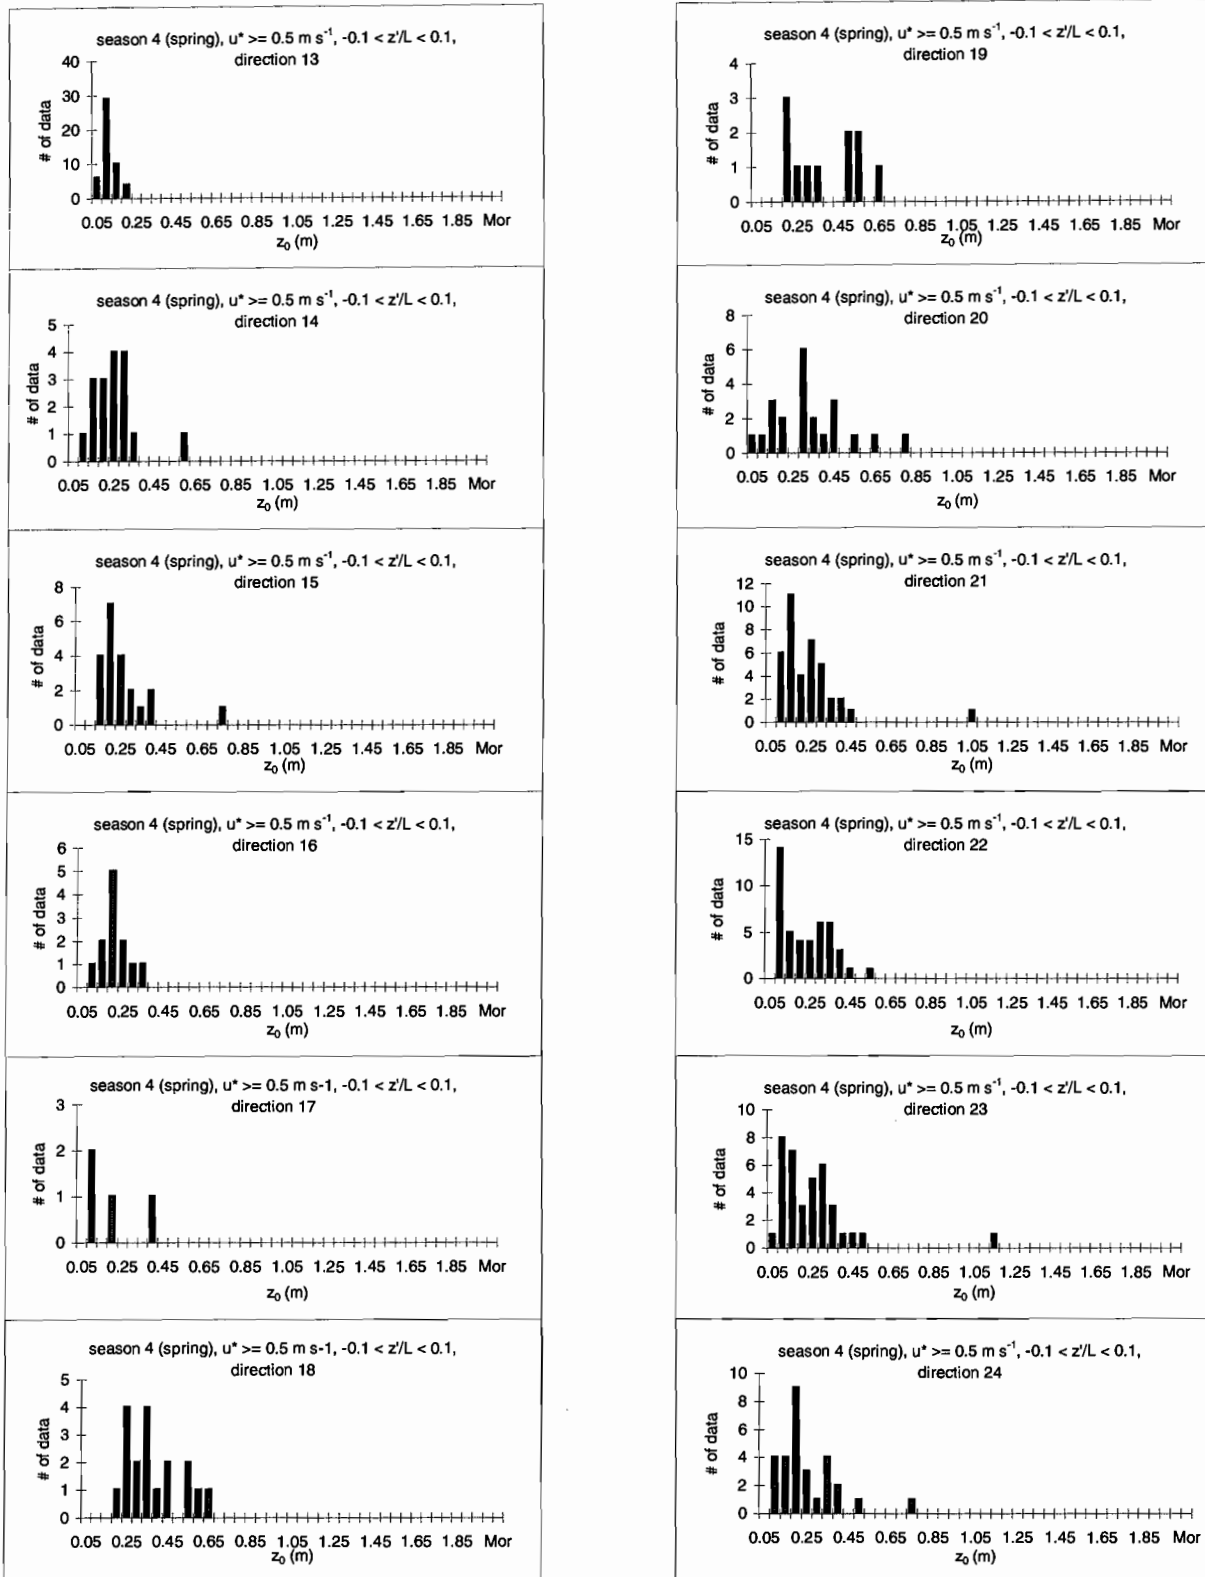 season 4 (spring), u* >= 0.5 m s-1, -0.1 < z'/L < 0.1,
direction 13
40
30
20
10
0
# of data
0.05 0.25 0.45 0.65 0.85 1.05 1.25 1.45 1.65 1.85 Mor
z0 (m)
season 4 (spring), u* >= 0.5 m s-1, -0.1 < z'/L < 0.1,
direction 14
5
4
3
2
1
0
# of data
0.05 0.25 0.45 0.65 0.85 1.05 1.25 1.45 1.65 1.85 Mor
z0 (m)
season 4 (spring), u* >= 0.5 m s-1, -0.1 < z'/L < 0.1,
direction 15
8
6
4
2
0
# of data
0.05 0.25 0.45 0.65 0.85 1.05 1.25 1.45 1.65 1.85 Mor
z0 (m)
season 4 (spring), u* >= 0.5 m s-1, -0.1 < z'/L < 0.1,
direction 16
6
5
4
3
2
1
0
# of data
0.05 0.25 0.45 0.65 0.85 1.05 1.25 1.45 1.65 1.85 Mor
z0 (m)
season 4 (spring), u* >= 0.5 m s-1, -0.1 < z'/L < 0.1,
direction 17
3
2
1
0
# of data
0.05 0.25 0.45 0.65 0.85 1.05 1.25 1.45 1.65 1.85 Mor
z0 (m)
season 4 (spring), u* >= 0.5 m s-1, -0.1 < z'/L < 0.1,
direction 18
5
4
3
2
1
0
# of data
0.05 0.25 0.45 0.65 0.85 1.05 1.25 1.45 1.65 1.85 Mor
z0 (m)
season 4 (spring), u* >= 0.5 m s-1, -0.1 < z'/L < 0.1,
direction 19
4
3
2
1
0
# of data
0.05 0.25 0.45 0.65 0.85 1.05 1.25 1.45 1.65 1.85 Mor
z0 (m)
season 4 (spring), u* >= 0.5 m s-1, -0.1 < z'/L < 0.1,
direction 20
8
6
4
2
0
# of data
0.05 0.25 0.45 0.65 0.85 1.05 1.25 1.45 1.65 1.85 Mor
z0 (m)
season 4 (spring), u* >= 0.5 m s-1, -0.1 < z'/L < 0.1,
direction 21
12
10
8
6
4
2
0
# of data
0.05 0.25 0.45 0.65 0.85 1.05 1.25 1.45 1.65 1.85 Mor
z0 (m)
season 4 (spring), u* >= 0.5 m s-1, -0.1 < z'/L < 0.1,
direction 22
15
10
5
0
# of data
0.05 0.25 0.45 0.65 0.85 1.05 1.25 1.45 1.65 1.85 Mor
z0 (m)
season 4 (spring), u* >= 0.5 m s-1, -0.1 < z'/L < 0.1,
direction 23
10
8
6
4
2
0
# of data
0.05 0.25 0.45 0.65 0.85 1.05 1.25 1.45 1.65 1.85 Mor
z0 (m)
season 4 (spring), u* >= 0.5 m s-1, -0.1 < z'/L < 0.1,
direction 24
10
8
6
4
2
0
# of data
0.05 0.25 0.45 0.65 0.85 1.05 1.25 1.45 1.65 1.85 Mor
z0 (m)